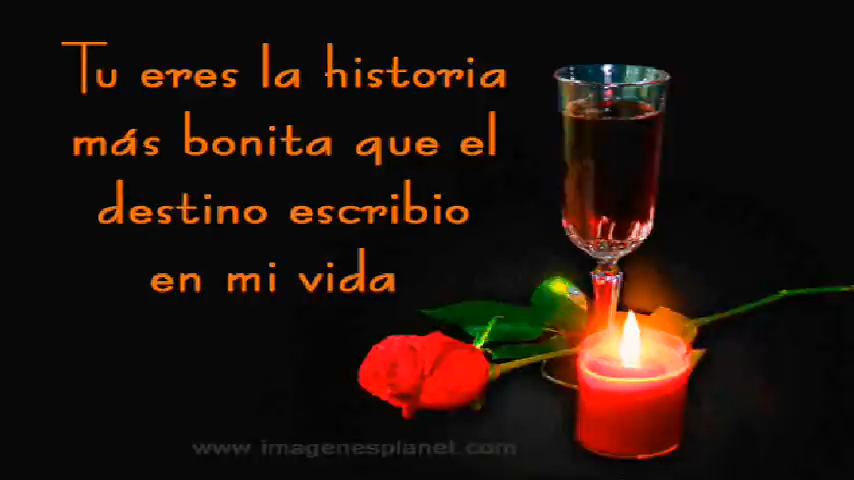 Tu eres la historia
más bonita que el
destino escribio
en mi vida
www.imagenesplanet.com